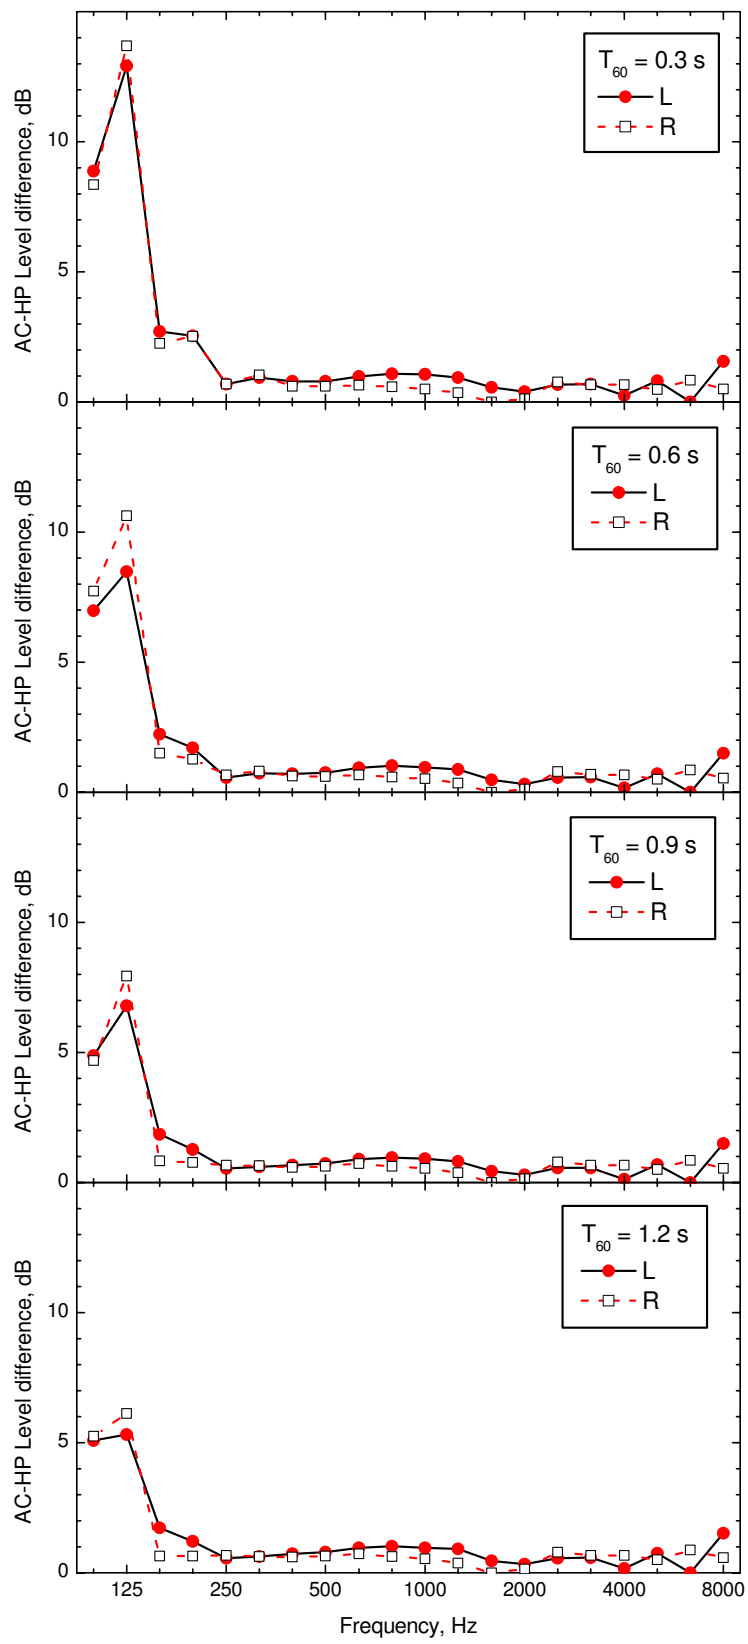 AC-HP Level difference, dB
10
5
0
T60 = 0.3 s
L
R
AC-HP Level difference, dB
10
5
0
T60 = 0.6 s
L
R
AC-HP Level difference, dB
10
5
0
T60 = 0.9 s
L
R
AC-HP Level difference, dB
10
5
0
T60 = 1.2 s
L
R
125 250 500 1000 2000 4000 8000
Frequency, Hz